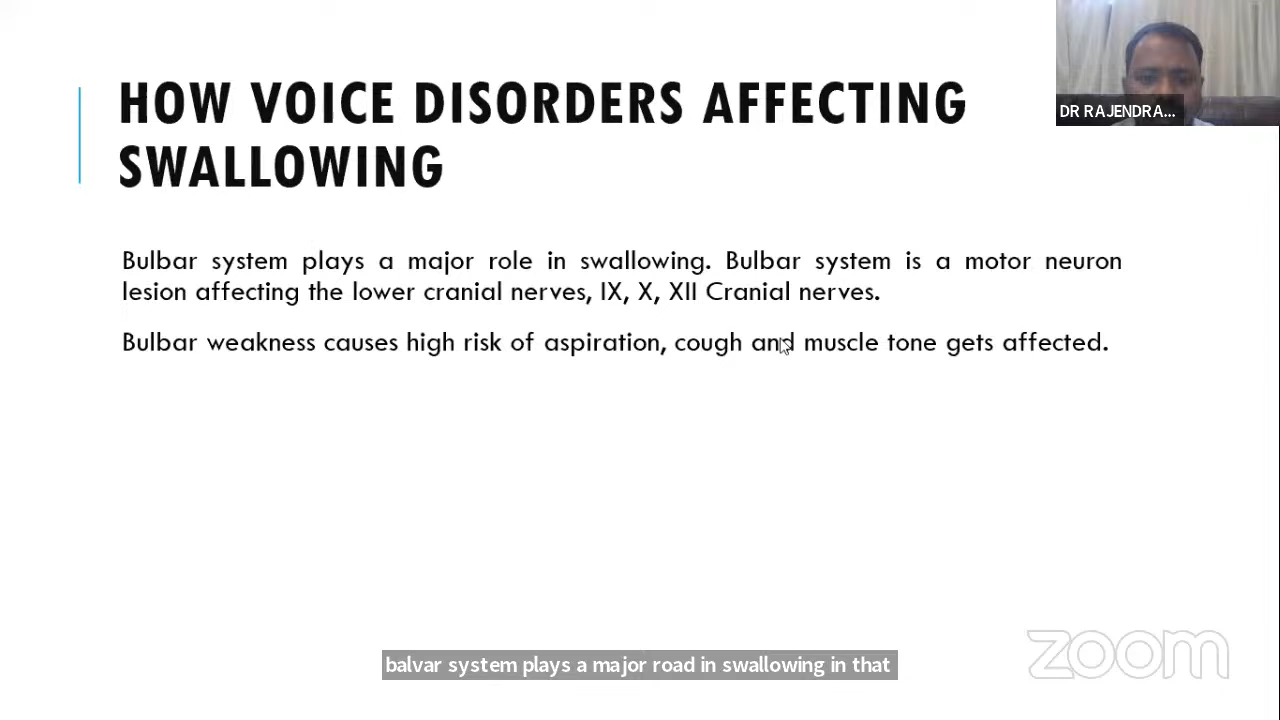 HOW VOICE DISORDERS AFFECTING
SWALLOWING
DR RAJENDRA...
Bulbar system plays a major role in swallowing. Bulbar system is a motor neuron
lesion affecting the lower cranial nerves, IX, X, XII Cranial nerves.
Bulbar weakness causes high risk of aspiration, cough and muscle tone gets affected.
balvar system plays a major road in swallowing in that
zoom